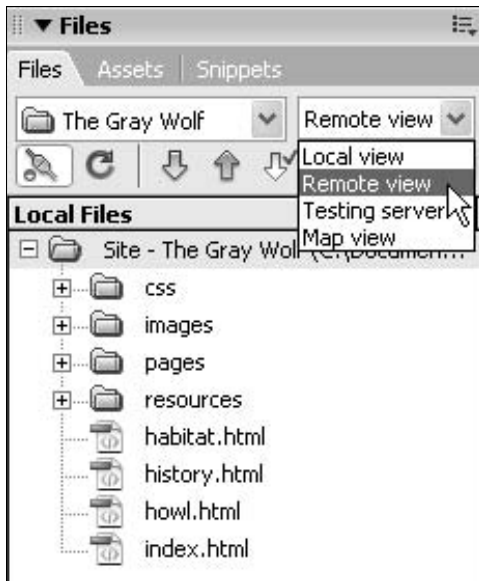 Files
Files Assets Snippets
The Gray Wolf Remote view
Local view
Remote view
Testing server
Map view
Local Files
Site - The Gray Wol
css
images
pages
resources
habitat.html
history.html
howl.html
index.html